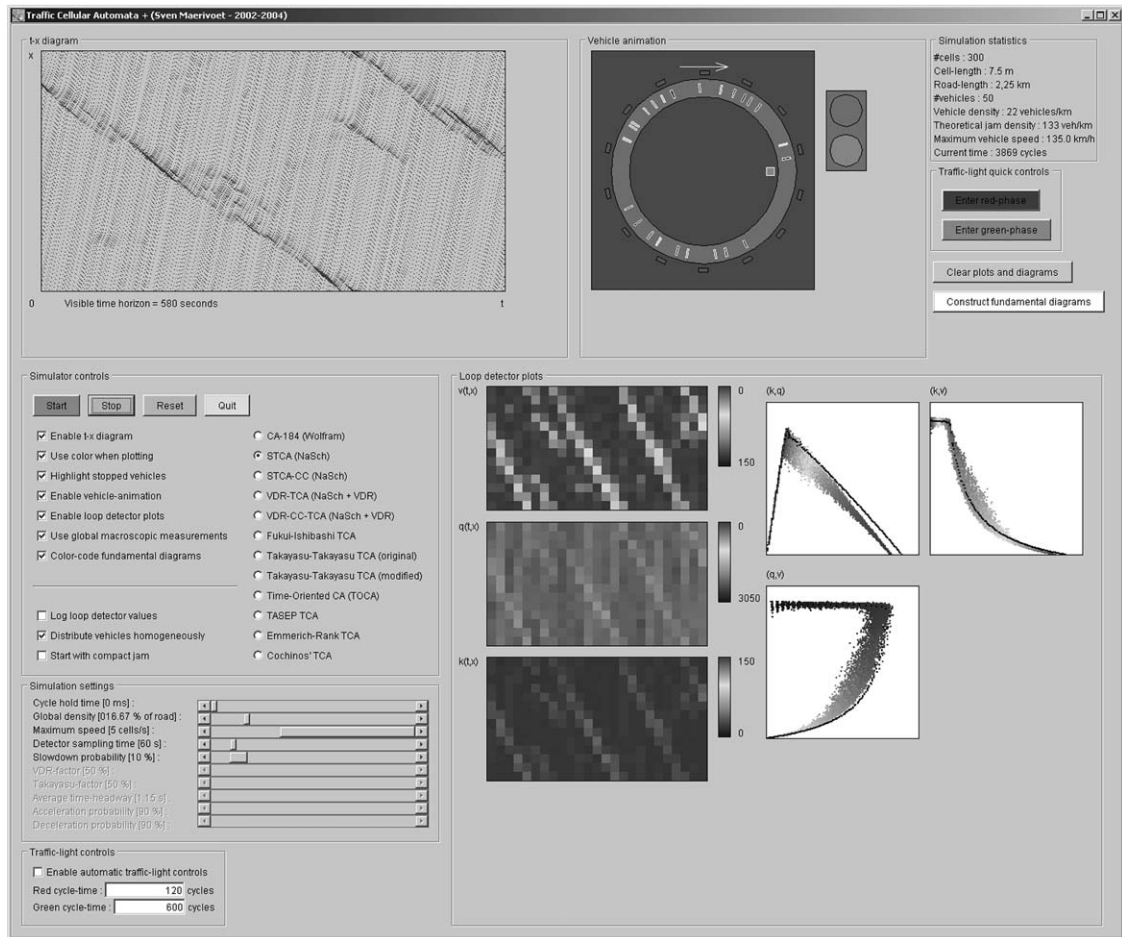 Traffic Cellular Automata + (Sven Maerivoet - 2002-2004)
t-x diagram
x
0
Visible time horizon = 580 seconds
t
Vehicle animation
Simulation statistics
#cells : 300
Cell-length : 7.5 m
Road-length : 2,25 km
#vehicles : 50
Vehicle density : 22 vehicles/km
Theoretical jam density : 133 veh/km
Maximum vehicle speed : 135.0 km/h
Current time : 3869 cycles
Traffic-light quick controls
Enter red-phase
Enter green-phase
Clear plots and diagrams
Construct fundamental diagrams
Simulator controls
Start
Stop
Reset
Quit
Enable t-x diagram
Use color when plotting
Highlight stopped vehicles
Enable vehicle-animation
Enable loop detector plots
Use global macroscopic measurements
Color-code fundamental diagrams
Log loop detector values
Distribute vehicles homogeneously
Start with compact jam
CA-184 (Wolfram)
STCA (NaSch)
STCA-CC (NaSch)
VDR-TCA (NaSch + VDR)
VDR-CC-TCA (NaSch + VDR)
Fukui-Ishibashi TCA
Takayasu-Takayasu TCA (original)
Takayasu-Takayasu TCA (modified)
Time-Oriented CA (TOCA)
TASEP TCA
Emmerich-Rank TCA
Cochinos' TCA
Simulation settings
Cycle hold time [0 ms] :
Global density [016.67 % of road] :
Maximum speed [5 cells/s] :
Detector sampling time [60 s] :
Slowdown probability [10 %] :
VDR-factor [50 %] :
Takayasu-factor [50 %] :
Average time-headway [1.15 s] :
Acceleration probability [90 %] :
Deceleration probability [90 %] :
Traffic-light controls
Enable automatic traffic-light controls
Red cycle-time : 120 cycles
Green cycle-time : 600 cycles
Loop detector plots
v(t,x)
0
150
q(t,x)
0
3050
k(t,x)
150
0
(k,q)
(k,v)
(q,v)